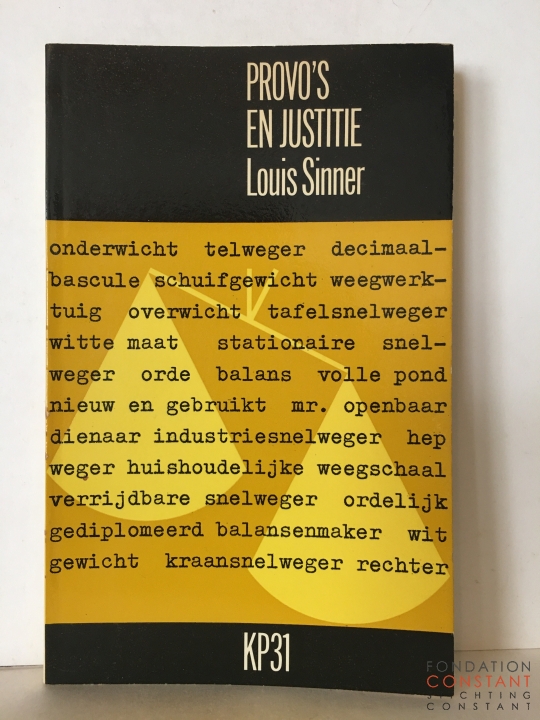 PROVO'S
EN JUSTITIE
Louis Sinner
onderwicht telweger decimaal-
bascule schuifgewicht weegwerk-
tuig overwicht tafelsnelweger
witte maat stationaire snel-
weger orde balans volle pond
nieuw en gebruikt mr. openbaar
dienaar industriesnelweger hep
weger huishoudelijke weegschaal
verrijdbare snelweger ordelijk
gediplomeerd balansenmaker wit
gewicht kraansnelweger rechter
KP31
FONDATION
CONSTANT
STICHTING
CONSTANT